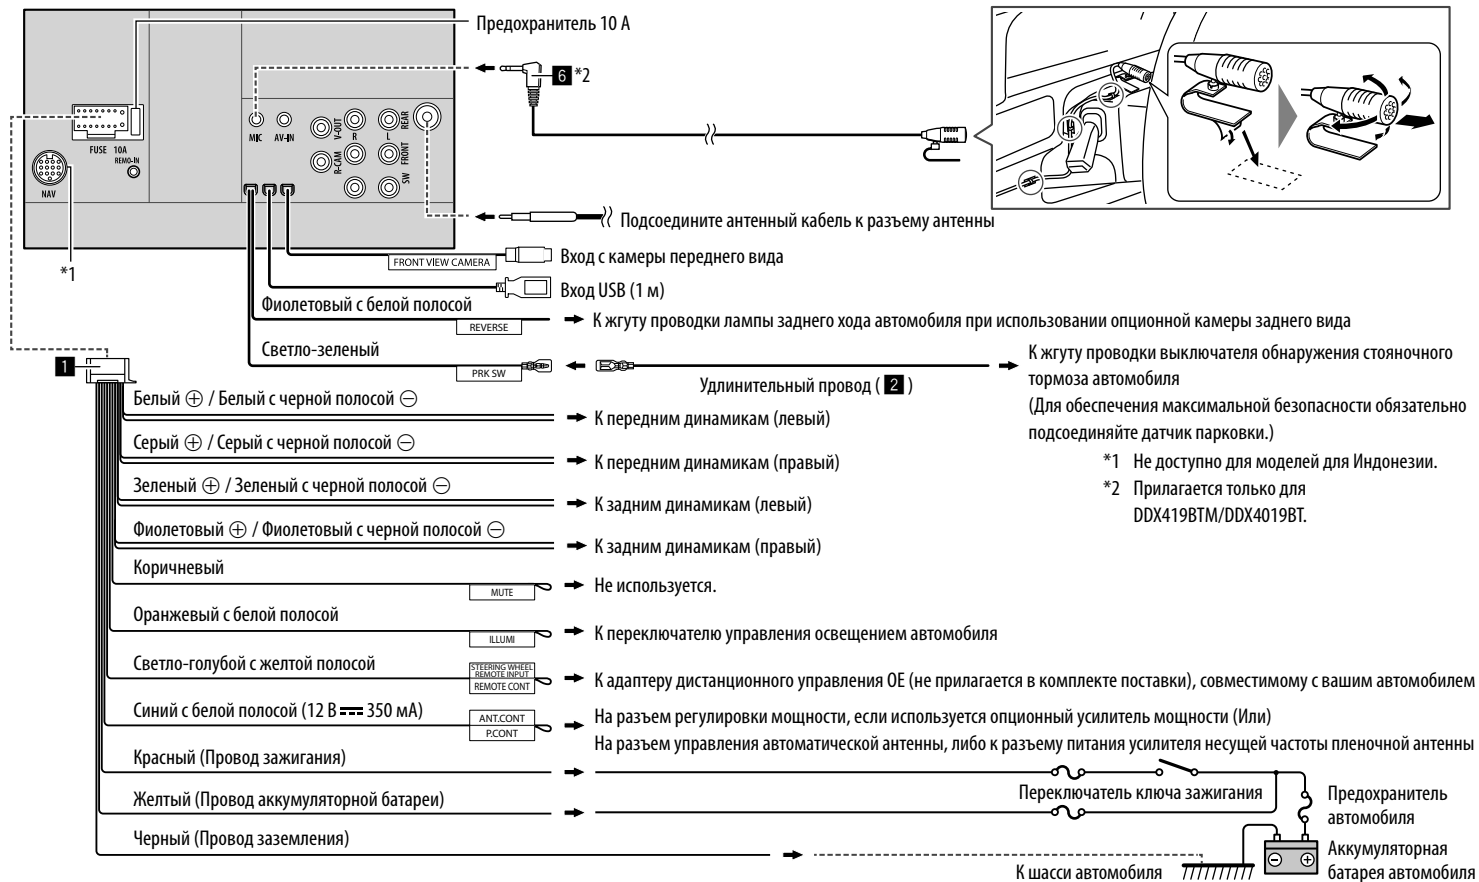 Предохранитель 10 А
6 *2
MIC
AV-IN
V-OUT
R
L
REAR
FUSE 10A
REMO-IN
R-CAM
FRONT
SW
NAV
*1
Подсоедините антенный кабель к разъему антенны
FRONT VIEW CAMERA
Вход с камеры переднего вида
Вход USB (1 м)
Фиолетовый с белой полосой
REVERSE
К жгуту проводки лампы заднего хода автомобиля при использовании опционной камеры заднего вида
Светло-зеленый
PRK SW
Удлинительный провод ( 2 )
К жгуту проводки выключателя обнаружения стояночного
тормоза автомобиля
(Для обеспечения максимальной безопасности обязательно
подсоединяйте датчик парковки.)
*1 Не доступно для моделей для Индонезии.
*2 Прилагается только для
DDX419BTM/DDX4019BT.
1
Белый ⊕ / Белый с черной полосой ⊖
К передним динамикам (левый)
Серый ⊕ / Серый с черной полосой ⊖
К передним динамикам (правый)
Зеленый ⊕ / Зеленый с черной полосой ⊖
К задним динамикам (левый)
Фиолетовый ⊕ / Фиолетовый с черной полосой ⊖
К задним динамикам (правый)
Коричневый
MUTE
Не используется.
Оранжевый с белой полосой
ILLUMI
К переключателю управления освещением автомобиля
Светло-голубой с желтой полосой
STEERING WHEEL
REMOTE INPUT
REMOTE CONT
К адаптеру дистанционного управления OE (не прилагается в комплекте поставки), совместимому с вашим автомобилем
Синий с белой полосой (12 В ⎓ 350 мА)
ANT.CONT
P.CONT
На разъем регулировки мощности, если используется опционный усилитель мощности (Или)
На разъем управления автоматической антенны, либо к разъему питания усилителя несущей частоты пленочной антенны
Красный (Провод зажигания)
Переключатель ключа зажигания
Желтый (Провод аккумуляторной батареи)
Предохранитель
автомобиля
Черный (Провод заземления)
К шасси автомобиля
⊖ ⊕
Аккумуляторная
батарея автомобиля